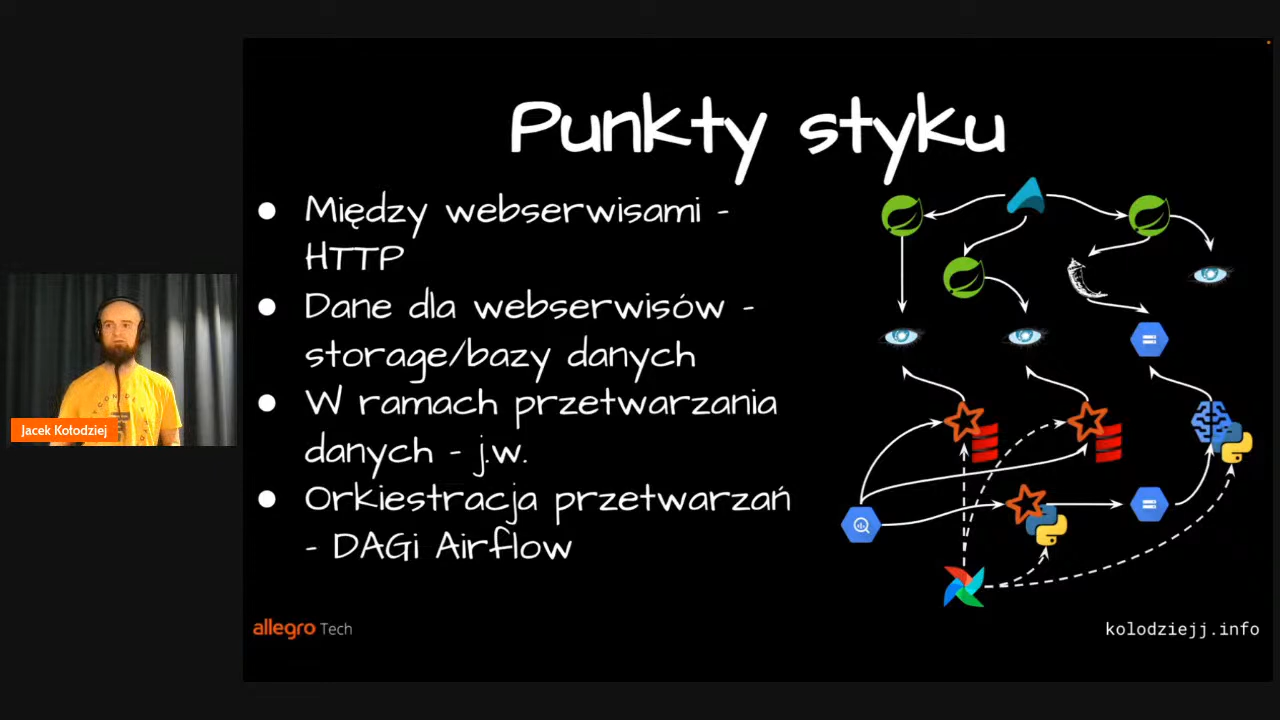 Punkty styku
Między webserwisami -
HTTP
Dane dla webserwisów -
storage/bazy danych
W ramach przetwarzania
danych - j.w.
Orkiestracja przetwarzań
- DAGi Airflow
Jacek Kołodziej
allegro Tech
kolodziejj.info